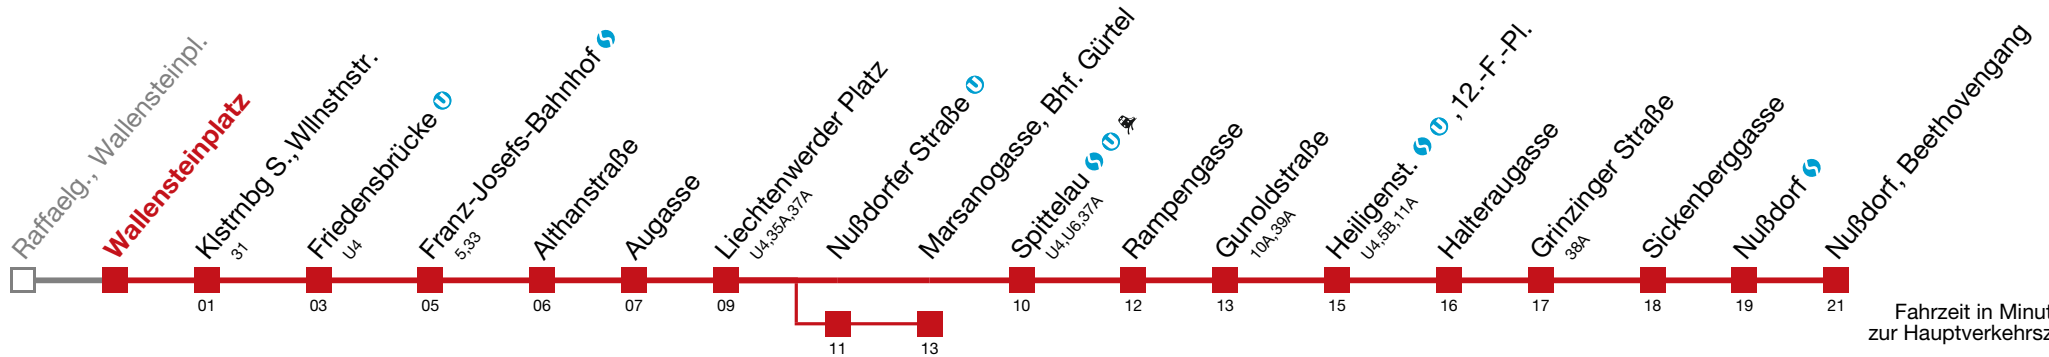 Raffaelg., Wallensteinpl.
Wallensteinplatz
Klstrnbg S., Wllnstnstr.
31
Friedensbrücke U
U4
Franz-Josefs-Bahnhof S
5,33
Althanstraße
Augasse
Liechtenwerder Platz
U4,35A,37A
Nußdorfer Straße U
Marsanogasse, Bhf. Gürtel
Spittelau S U
U4,U6,37A
Rampengasse
Gunoldstraße
10A,39A
Heiligenst. S U , 12.-F.-Pl.
U4,5B,11A
Halteraugasse
Grinzinger Straße
38A
Sickenberggasse
Nußdorf S
Nußdorf, Beethovengang
01 03 05 06 07 09 10 12 13 15 16 17 18 19 21
11 13
Fahrzeit in Minut
zur Hauptverkehrsz